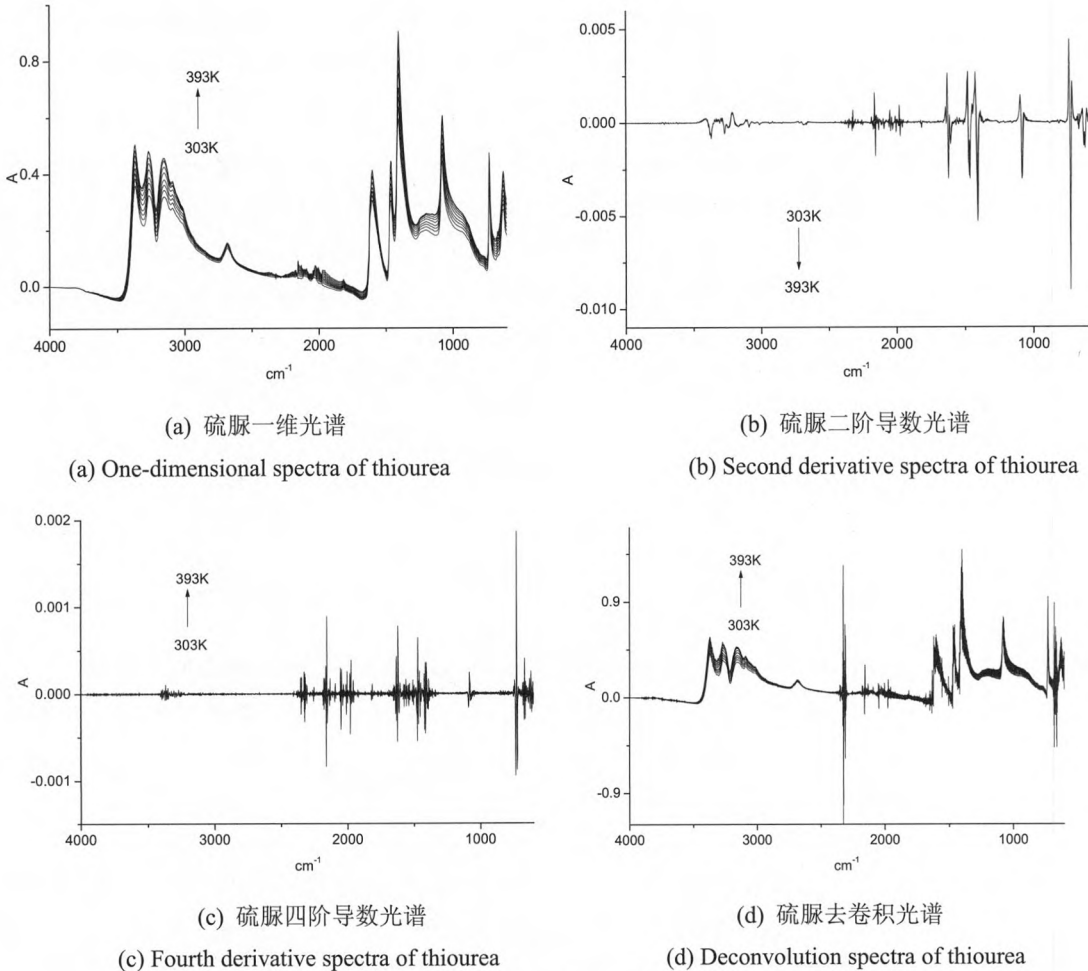 0.8
0.4
0.0
A
393K
303K
4000
3000
2000
1000
cm-1
(a) 硫脲一维光谱
(a) One-dimensional spectra of thiourea
0.005
0.000
-0.005
-0.010
A
303K
393K
4000
3000
2000
1000
cm-1
(b) 硫脲二阶导数光谱
(b) Second derivative spectra of thiourea
0.002
0.001
0.000
-0.001
A
393K
303K
4000
3000
2000
1000
cm-1
(c) 硫脲四阶导数光谱
(c) Fourth derivative spectra of thiourea
0.9
0.0
-0.9
A
393K
303K
4000
3000
2000
1000
cm-1
(d) 硫脲去卷积光谱
(d) Deconvolution spectra of thiourea